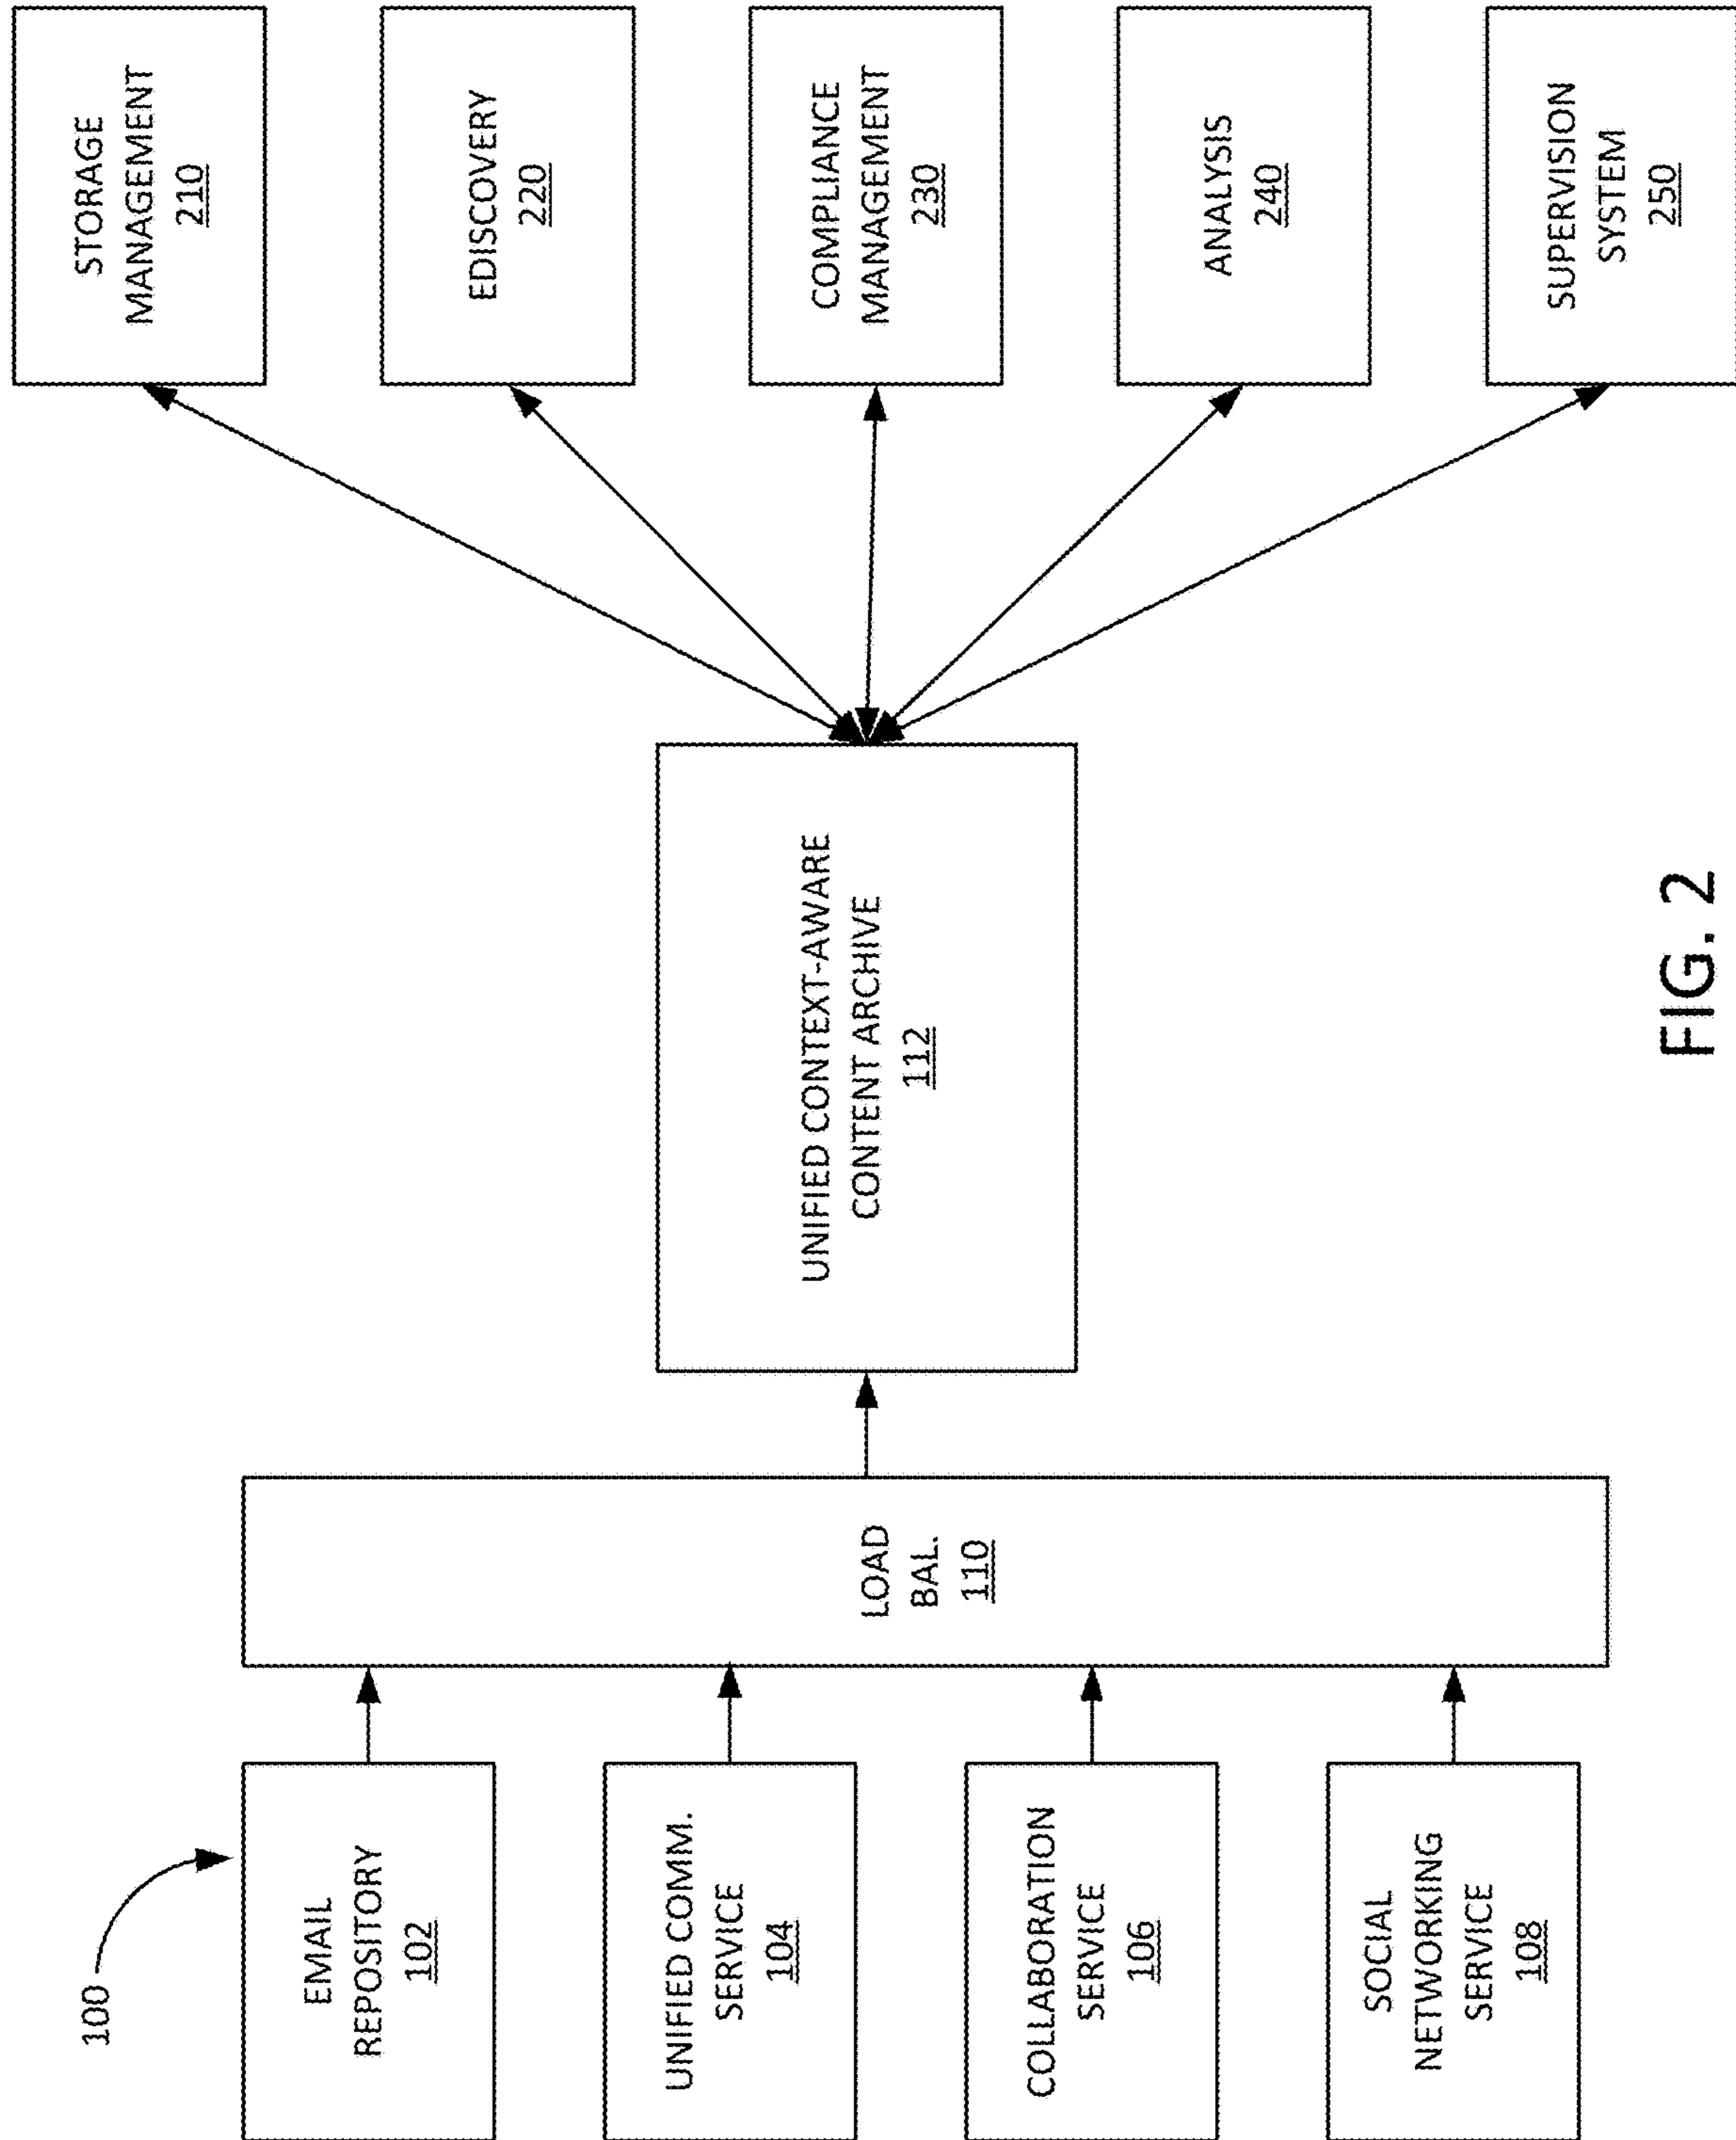 100
EMAIL
REPOSITORY
102
UNIFIED COMM.
SERVICE
104
COLLABORATION
SERVICE
106
SOCIAL
NETWORKING
SERVICE
108
LOAD
BAL.
110
UNIFIED CONTEXT-AWARE
CONTENT ARCHIVE
112
STORAGE
MANAGEMENT
210
EDISCOVERY
220
COMPLIANCE
MANAGEMENT
230
ANALYSIS
240
SUPERVISION
SYSTEM
250
FIG. 2